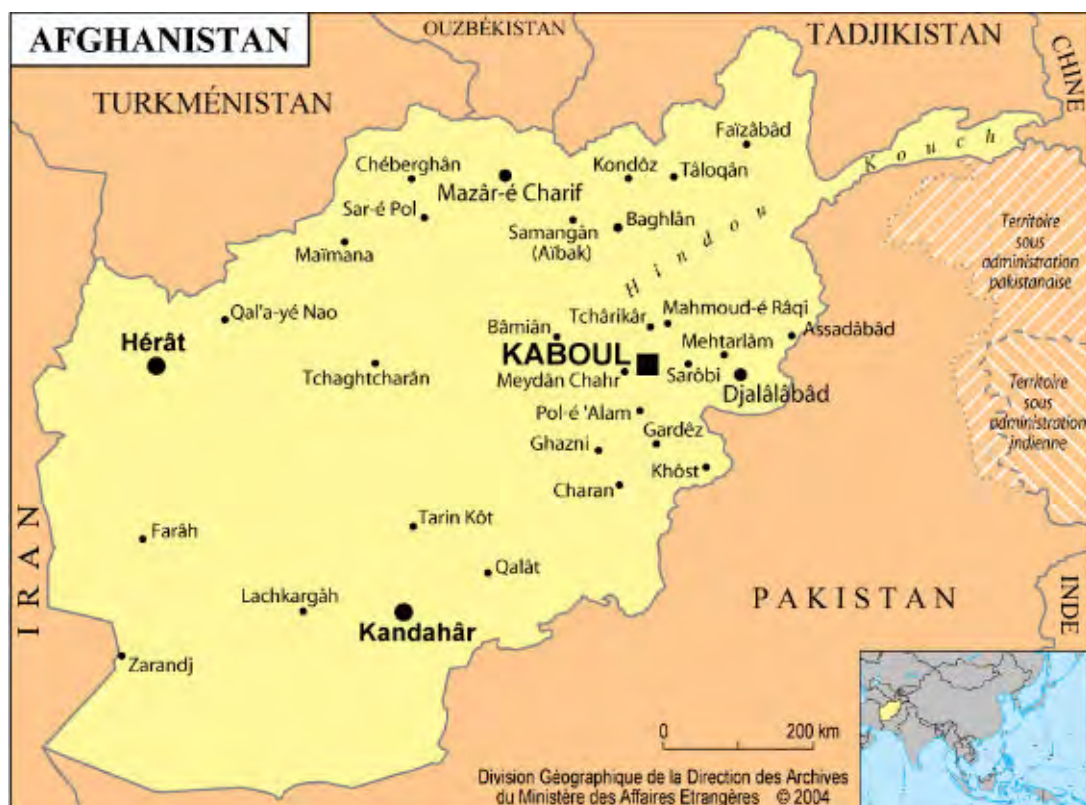 AFGHANISTAN
OUZBÉKISTAN
TADJIKISTAN
CHINE
TURKMÉNISTAN
Faïzâbâd
Kouch
Chéberghân
Mazâr-é Charif
Kondôz
Tâloqân
Sar-é Pol
Samangân
(Aïbak)
Baghlân
Maïmana
Hindou
Territoire
sous
administration
pakistanaise
Qal'a-yé Nao
Bâmiân
Tchârikâr
Mahmoud-é Râqi
Assadâbâd
Hérât
KABOUL
Mehtarlâm
Tchaghtcharân
Meydân Chahr
Sarôbi
Djalâlâbâd
Territoire
sous
administration
indienne
Pol-é 'Alam
Gardêz
Ghazni
Khôst
Charan
Farâh
Tarin Kôt
IRAN
Qalât
Lachkargâh
Kandahâr
PAKISTAN
INDE
Zarandj
0 200 km
Division Géographique de la Direction des Archives
du Ministère des Affaires Etrangères © 2004